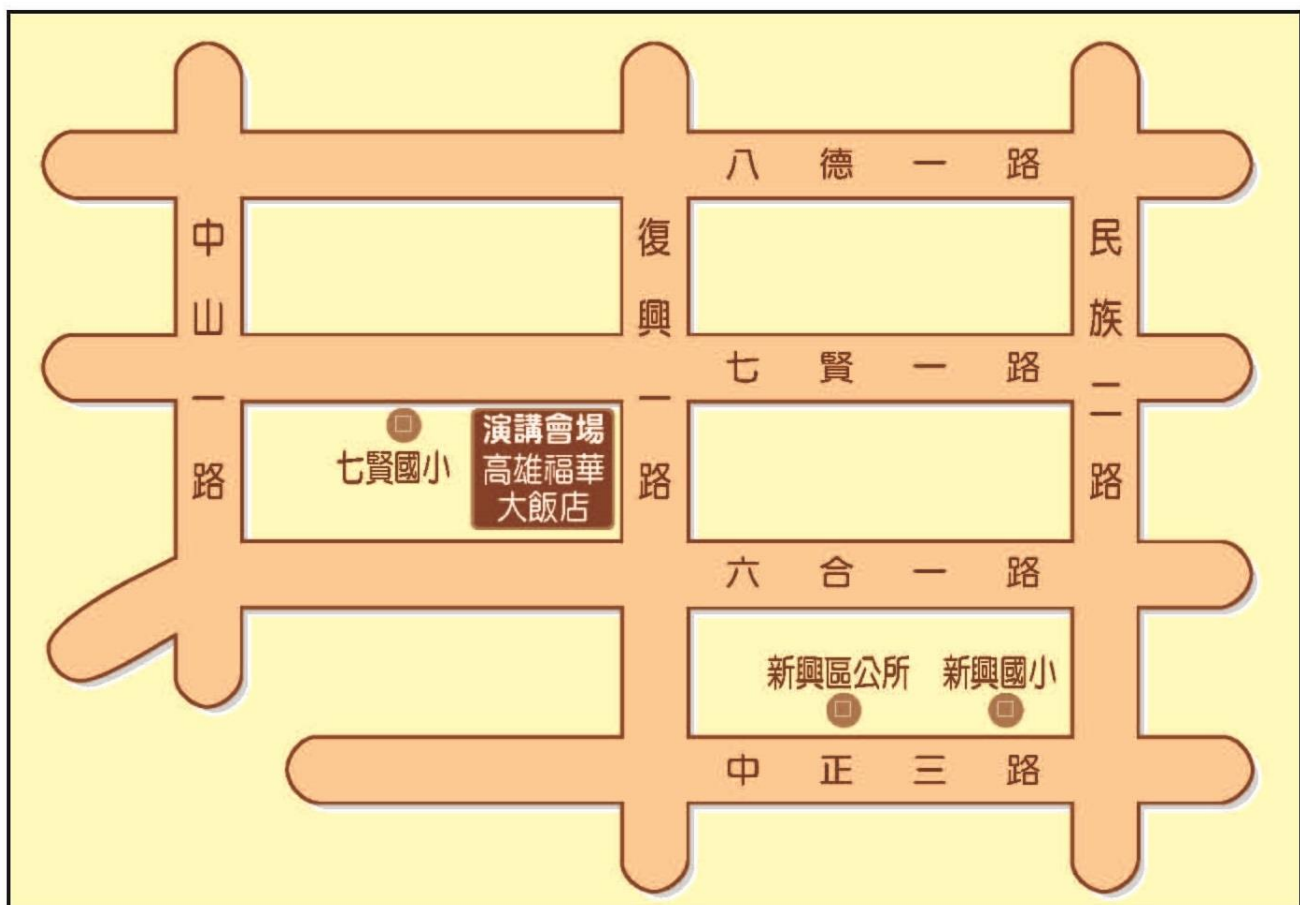 八德一路
中山一路
復興一路
民族二路
七賢一路
七賢國小
演講會場
高雄福華
大飯店
六合一路
新興區公所
新興國小
中正三路